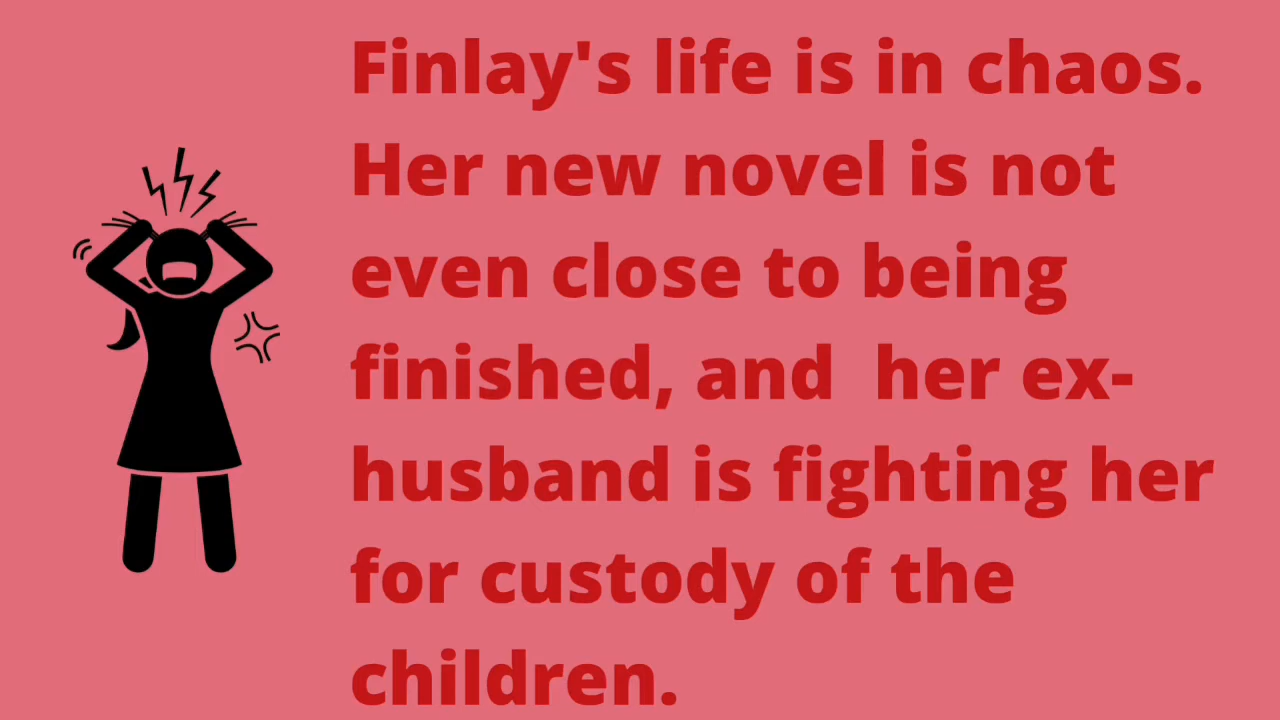 Finlay's life is in chaos.
Her new novel is not
even close to being
finished, and  her ex-
husband is fighting her
for custody of the
children.